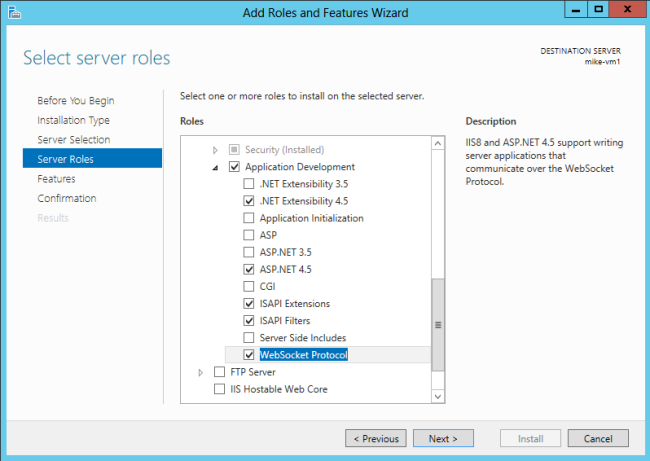 Add Roles and Features Wizard
Select server roles
DESTINATION SERVER
mike-vm1
Before You Begin
Installation Type
Server Selection
Server Roles
Features
Confirmation
Results
Select one or more roles to install on the selected server.
Roles
Security (Installed)
Application Development
.NET Extensibility 3.5
.NET Extensibility 4.5
Application Initialization
ASP
ASP.NET 3.5
ASP.NET 4.5
CGI
ISAPI Extensions
ISAPI Filters
Server Side Includes
WebSocket Protocol
FTP Server
IIS Hostable Web Core
Description
IIS8 and ASP.NET 4.5 support writing
server applications that
communicate over the WebSocket
Protocol.
< Previous
Next >
Install
Cancel